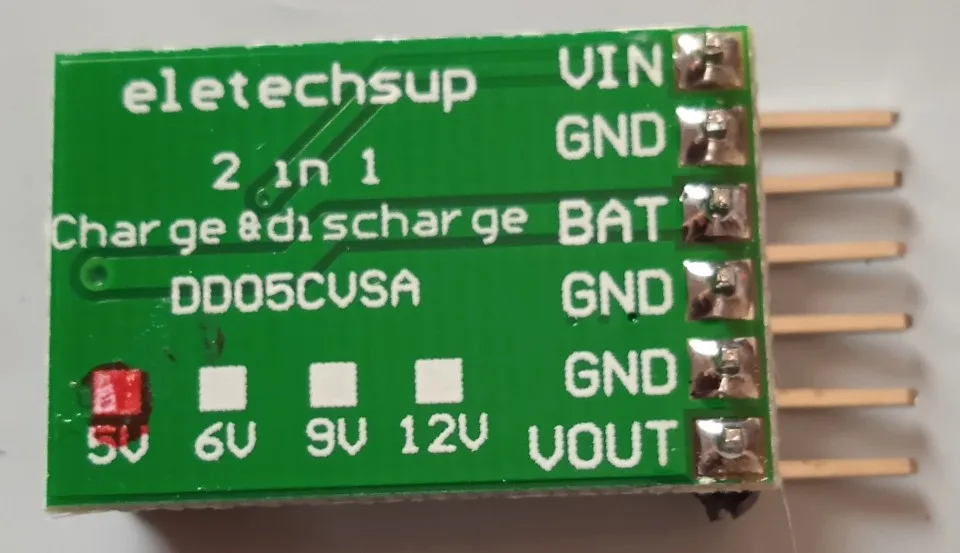 eletechsup
2 in 1
Charge&discharge
DD05CVSA
5V 6V 9V 12V
VIN
GND
BAT
GND
GND
VOUT